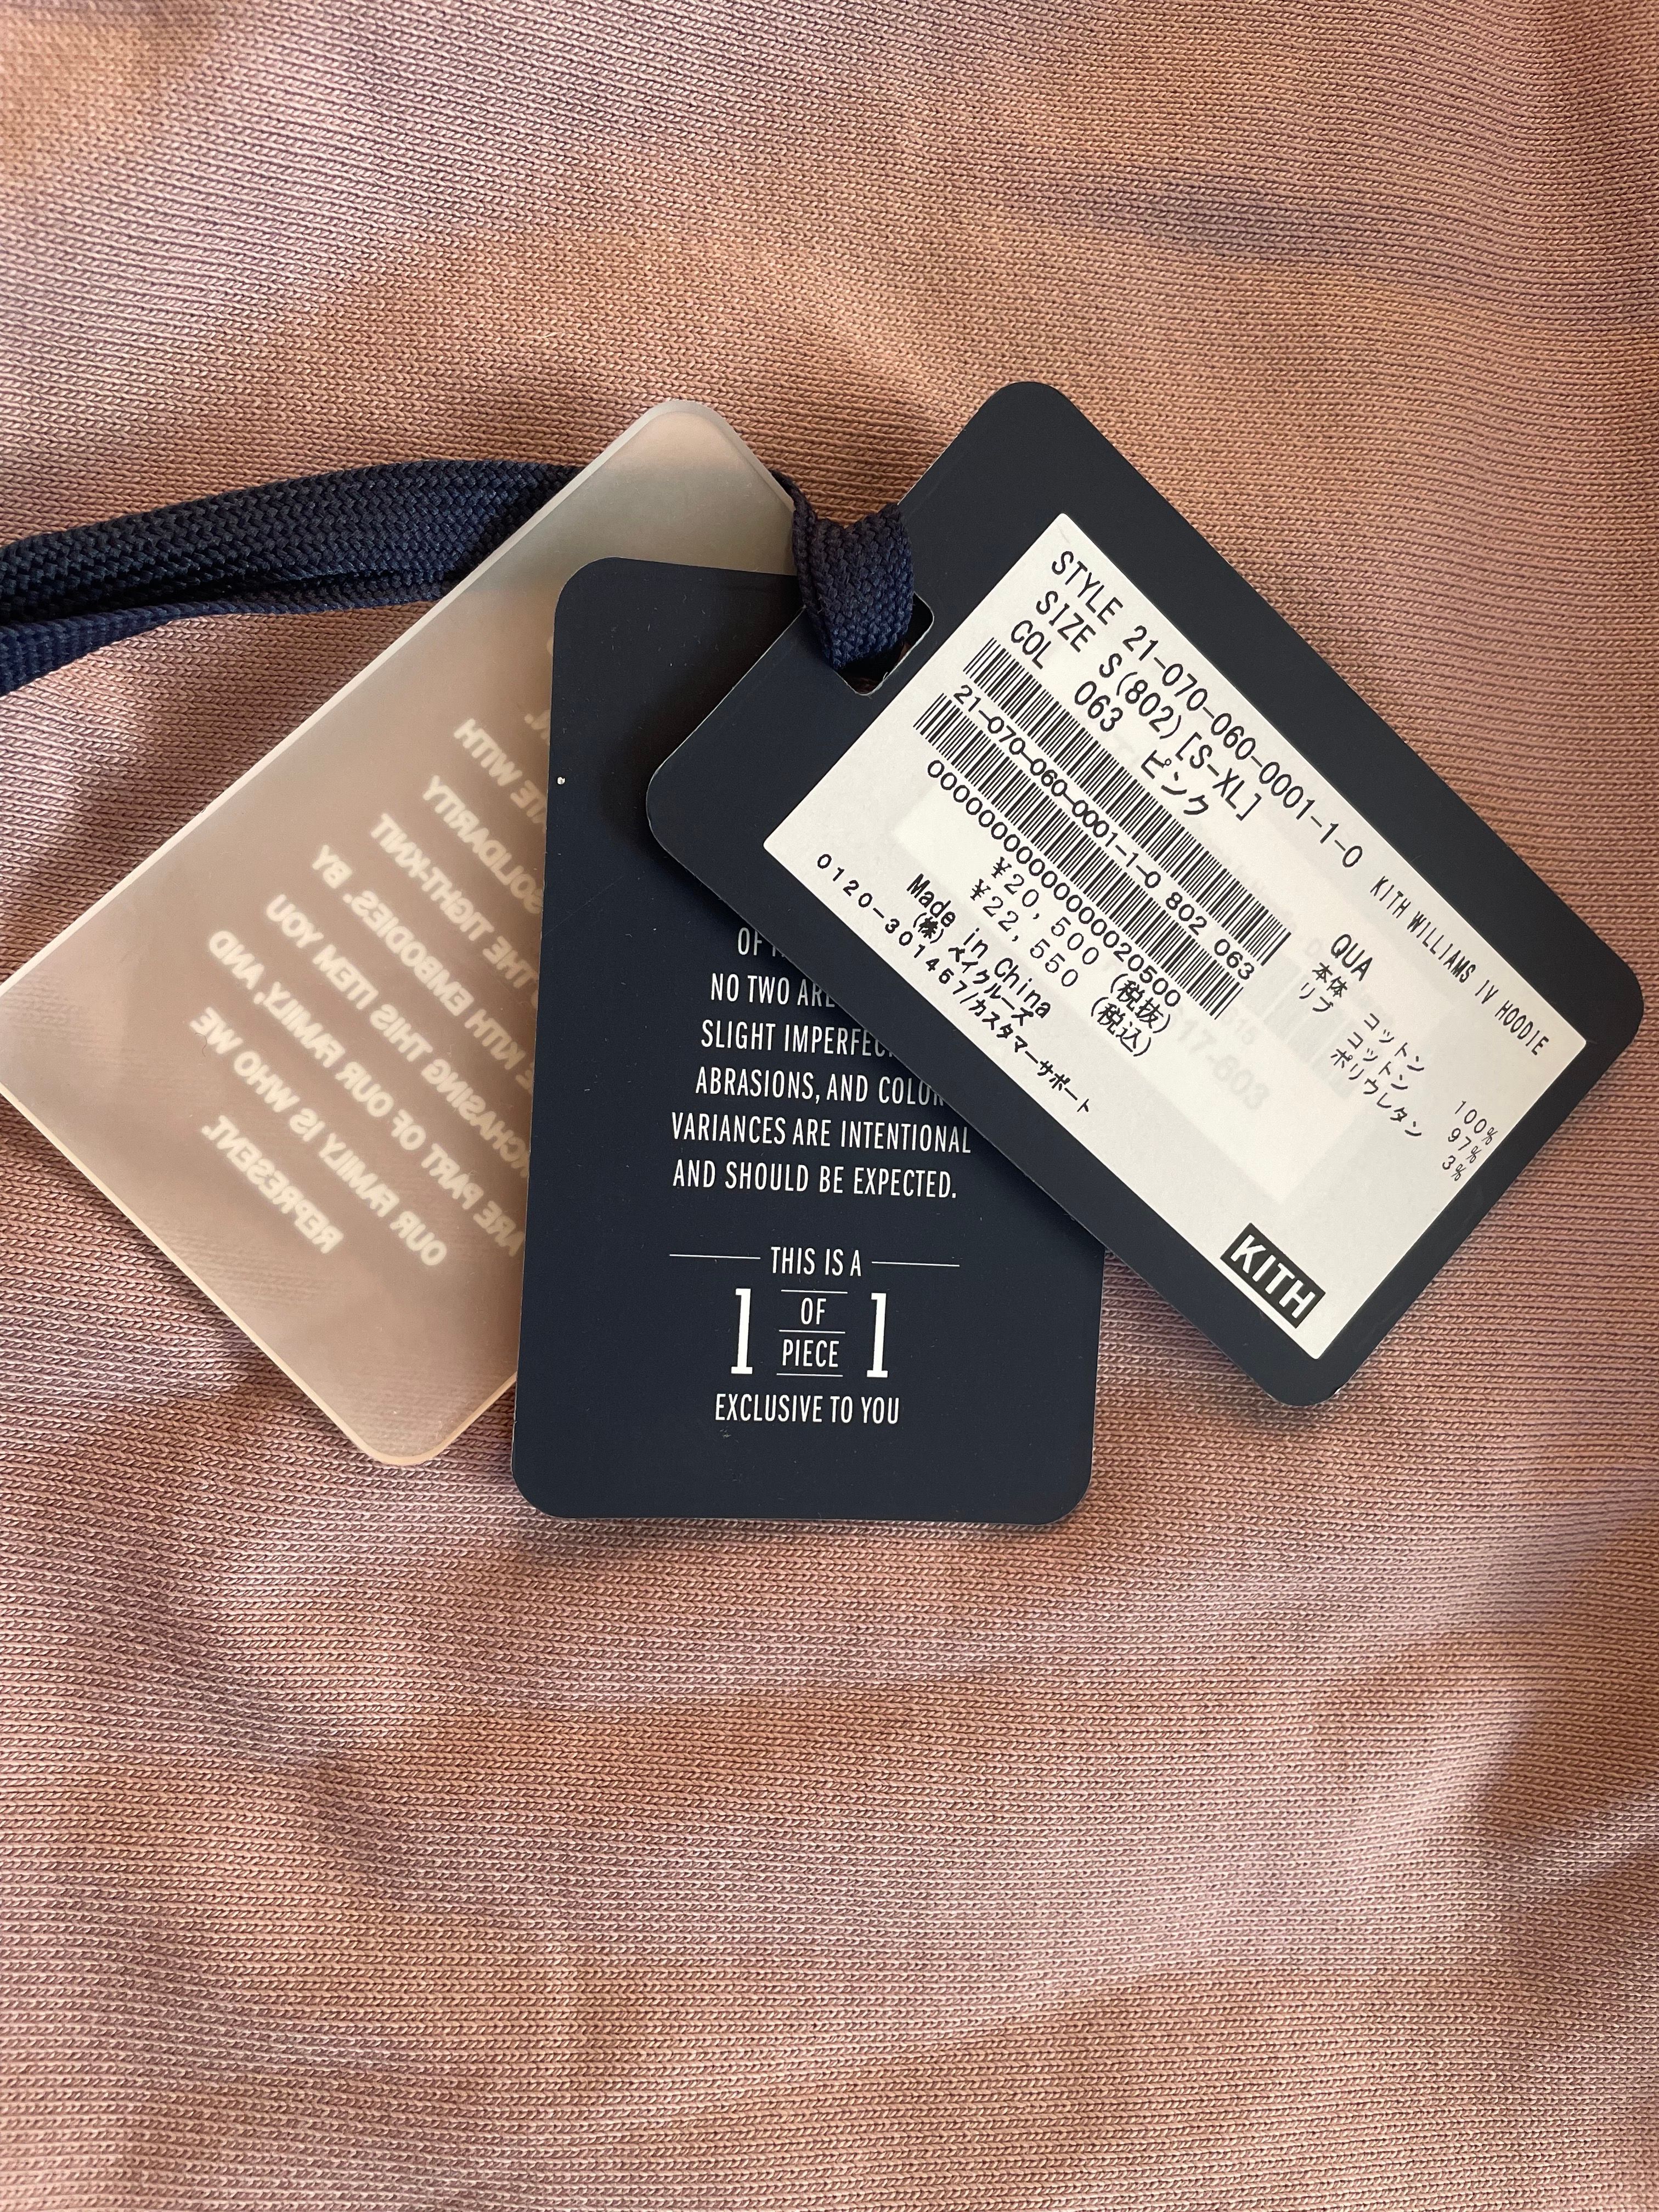 STYLE 21-070-060-0001-1-0 KITH WILLIAMS IV HOODIE
SIZE S(802)[S-XL]
COL 063 ピンク
21-070-060-0001-1-0 802 063
QUA
本体 コットン 100%
リブ コットン 97%
ポリウレタン 3%
¥20,500 (税抜)
¥22,550 (税込)
Made in China
(株)ベイクルーズ
0120-301457/カスタマーサポート
KITH
OF
NO TWO ARE
SLIGHT
ABRASIONS, AND COLOR
VARIANCES ARE INTENTIONAL
AND SHOULD BE EXPECTED.
THIS IS A
1 OF PIECE 1
EXCLUSIVE TO YOU
WITH
SOLIDARITY
THE TIGHT-KNIT
KITH EMBODIES. BY
THIS ITEM YOU
ARE PART OF OUR FAMILY, AND
OUR FAMILY IS WHO WE
REPRESENT.